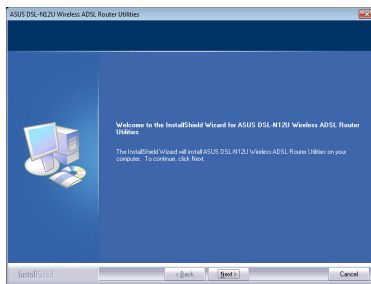 ASUS DSL-N12U Wireless ADSL Router Utilities
Welcome to the InstallShield Wizard for ASUS DSL-N12U Wireless ADSL Router
Utilities
The InstallShield Wizard will install ASUS DSL-N12U Wireless ADSL Router Utilities on your
computer. To continue, click Next.
InstallShield
< Back
Next >
Cancel